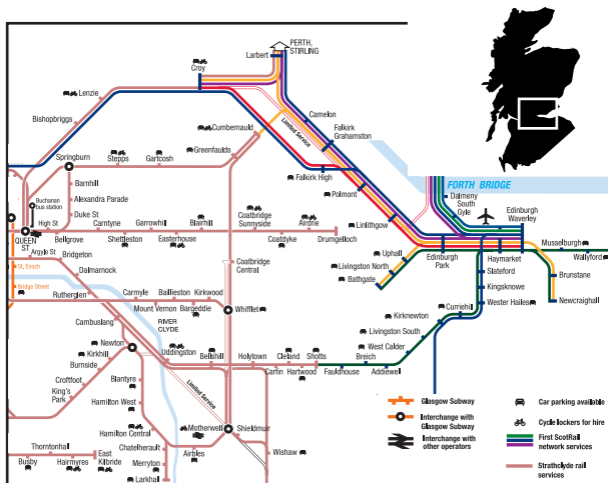 PERTH,
STIRLING
Larbert
Croy
Lenzie
Bishopbriggs
Camelon
Cumbernauld
Limited Service
Falkirk
Grahamston
Greenfaulds
Springburn
Stepps
Gartcosh
Falkirk High
Polmont
FORTH BRIDGE
Dalmeny
South
Gyle
Edinburgh
Waverley
Barnhill
Alexandra Parade
Buchanan
bus station
Duke St
High St
Carntyne
Garrowhill
Blairhill
Coatbridge
Sunnyside
Airdrie
Linlithgow
QUEEN
ST
Bellgrove
Shettleston
Easterhouse
Coatdyke
Drumgelloch
Uphall
Livingston North
Bathgate
Edinburgh
Park
Haymarket
Musselburgh
Wallyford
Argyle St
Bridgeton
St. Enoch
Dalmarnock
Coatbridge
Central
Slateford
Kingsknowe
Wester Hailes
Brunstane
Newcraighall
Bridge Street
Rutherglen
Carmyle
Baillieston
Kirkwood
Mount Vernon
Bargeddie
Whifflet
RIVER
CLYDE
Cambuslang
Kirknewton
Curriehill
Livingston South
West Calder
Newton
Kirkhill
Burnside
Uddingston
Bellshill
Holytown
Cleland
Shotts
Breich
Carfin
Hartwood
Fauldhouse
Addiewell
Croftfoot
King's
Park
Blantyre
Hamilton West
Limited Service
Hamilton Central
Motherwell
Shieldmuir
Chatelherault
Airbles
Wishaw
Merryton
Larkhall
Thorntonhall
Busby
Hairmyres
East
Kilbride
Glasgow Subway
Interchange with
Glasgow Subway
Interchange with
other operators
Car parking available
Cycle lockers for hire
First ScotRail
network services
Strathclyde rail
services